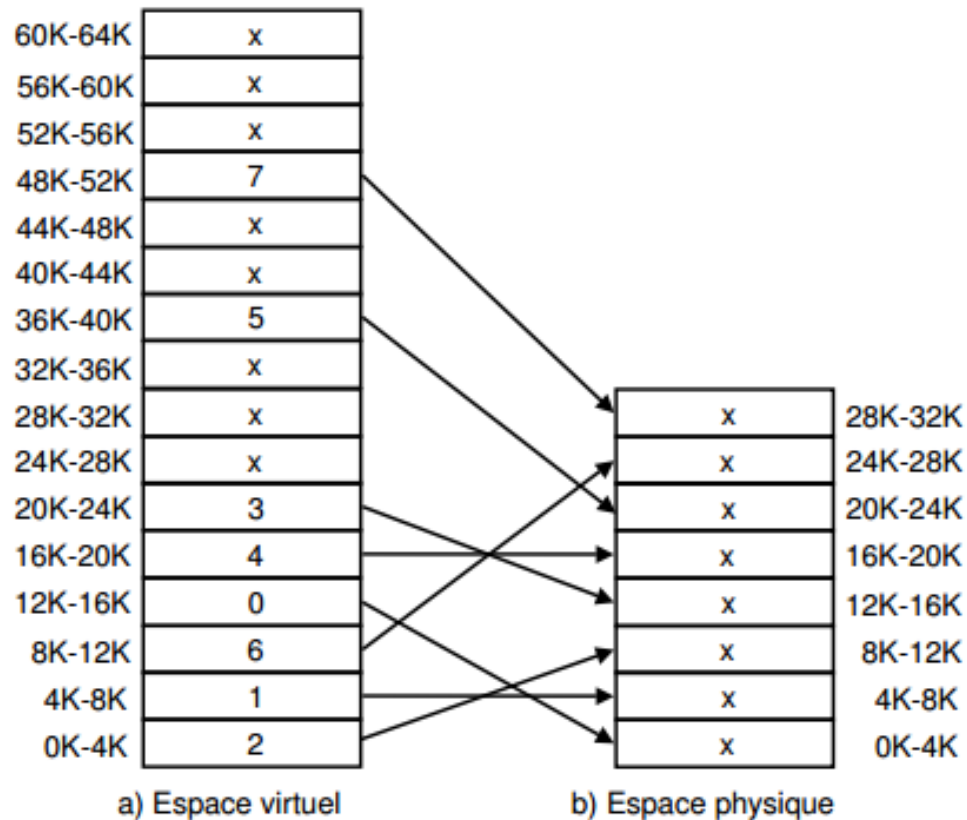 60K-64K x
56K-60K x
52K-56K x
48K-52K 7
44K-48K x
40K-44K x
36K-40K 5
32K-36K x
28K-32K x x 28K-32K
24K-28K x x 24K-28K
20K-24K 3 x 20K-24K
16K-20K 4 x 16K-20K
12K-16K 0 x 12K-16K
8K-12K 6 x 8K-12K
4K-8K 1 x 4K-8K
0K-4K 2 x 0K-4K
a) Espace virtuel b) Espace physique